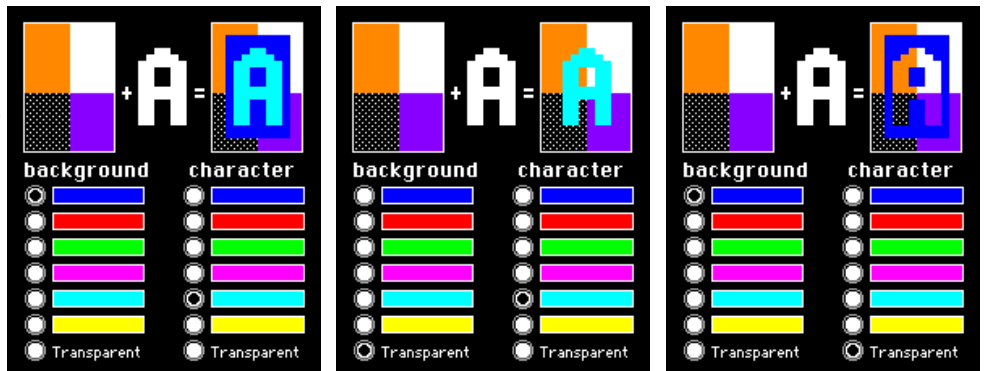 + A = A
background character
Transparent Transparent
+ A = A
background character
Transparent Transparent
+ A = A
background character
Transparent Transparent